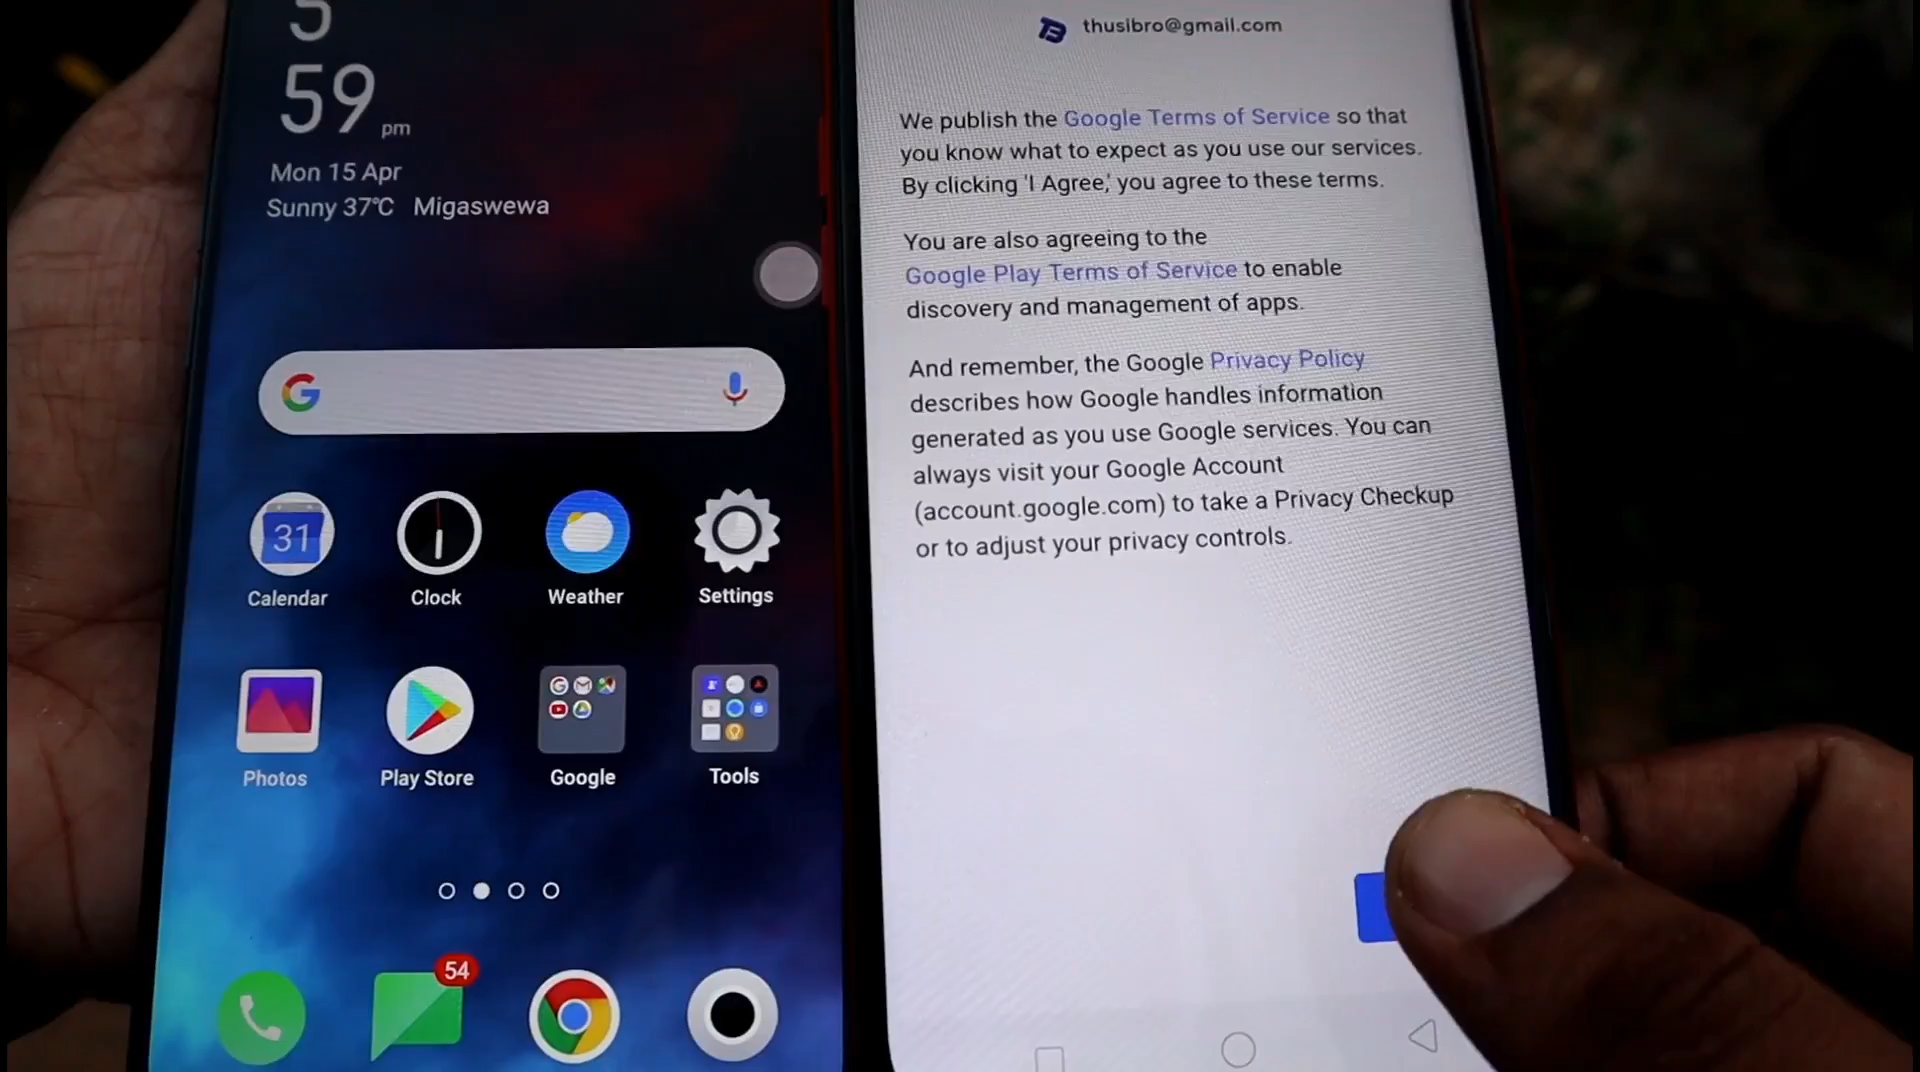 5
59 pm
Mon 15 Apr
Sunny 37°C Migaswewa
G
31
Calendar
Clock
Weather
Settings
Photos
Play Store
Google
Tools
54
thusibro@gmail.com
We publish the Google Terms of Service so that
you know what to expect as you use our services.
By clicking 'I Agree,' you agree to these terms.
You are also agreeing to the
Google Play Terms of Service to enable
discovery and management of apps.
And remember, the Google Privacy Policy
describes how Google handles information
generated as you use Google services. You can
always visit your Google Account
(account.google.com) to take a Privacy Checkup
or to adjust your privacy controls.